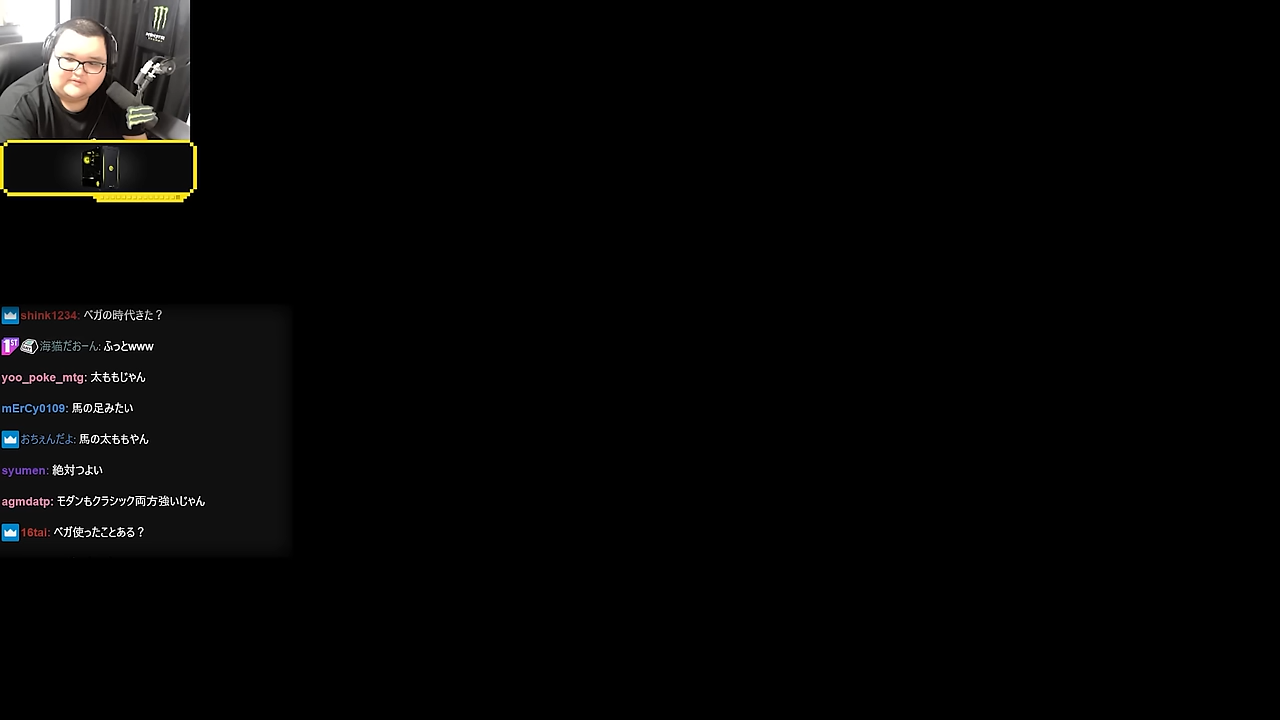 MONSTER
shink1234: ベガの時代きた？
1ST 海猫だおーん: ふっとwww
yoo_poke_mtg: 太ももじゃん
mErCy0109: 馬の足みたい
おちぇんだよ: 馬の太ももやん
syumen: 絶対つよい
agmdatp: モダンもクラシック両方強いじゃん
16tai: ベガ使ったことある？